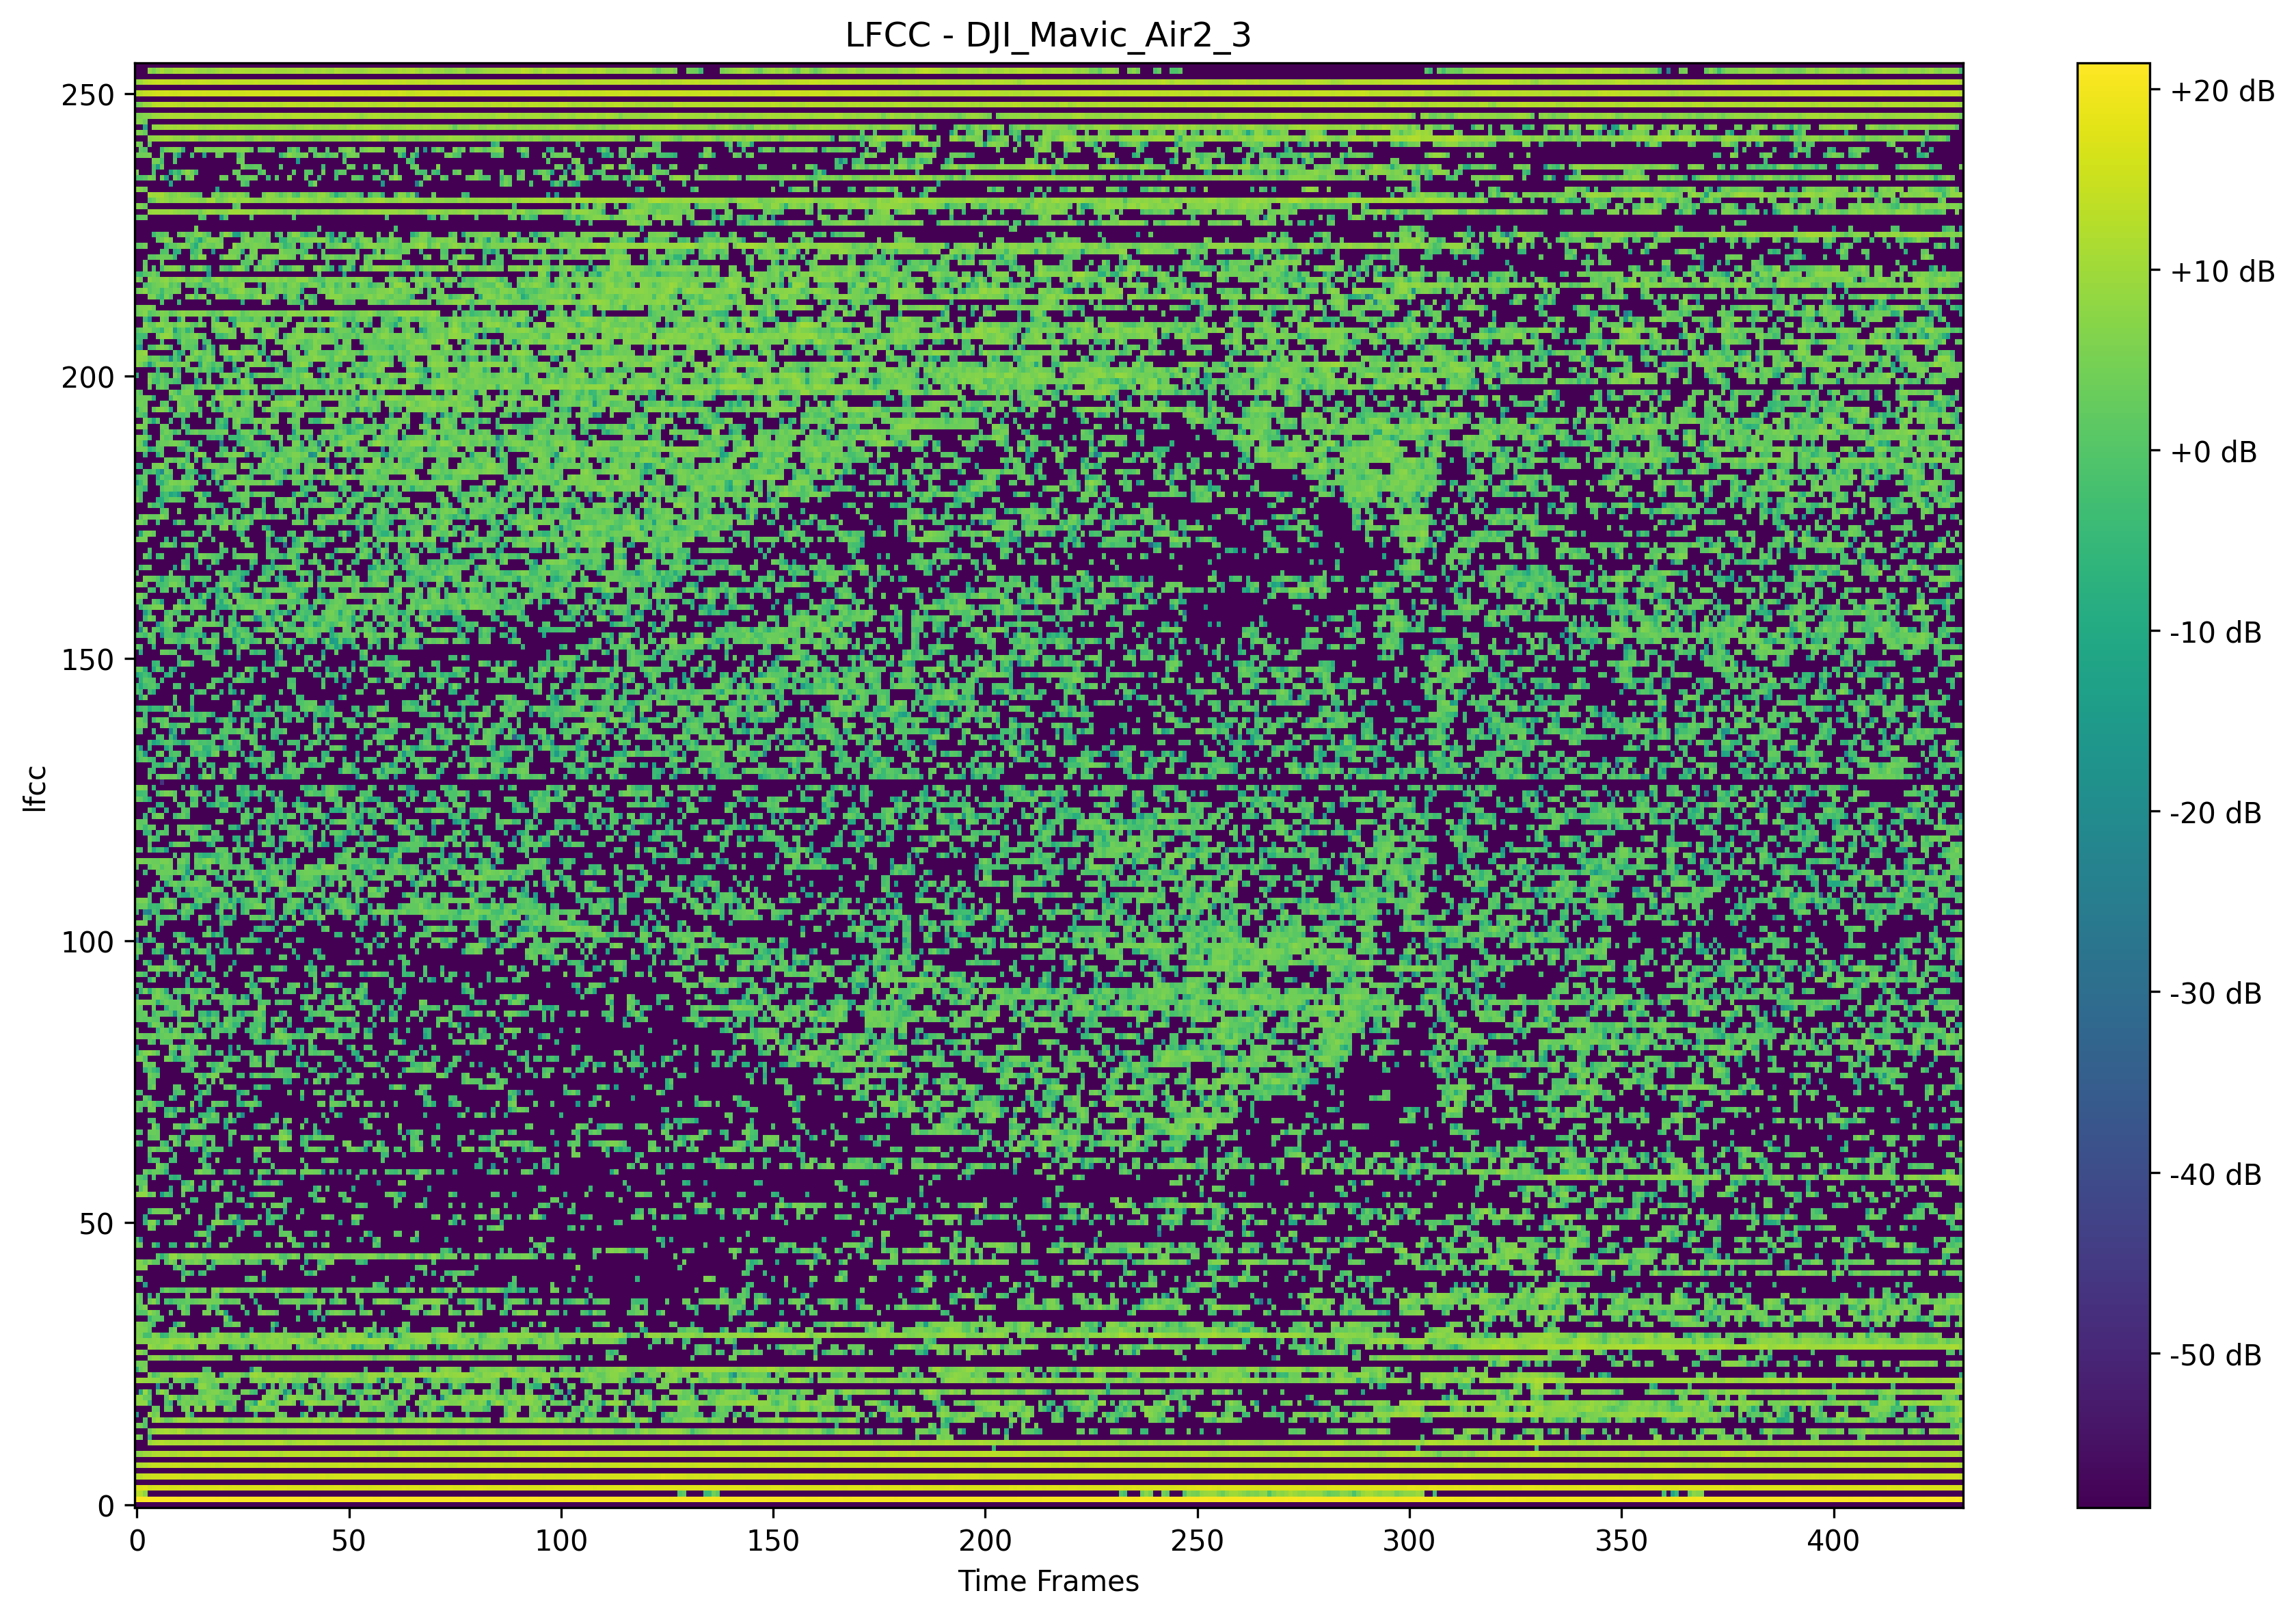 LFCC - DJI_Mavic_Air2_3
250
200
150
100
50
0
lfcc
0 50 100 150 200 250 300 350 400
Time Frames
+20 dB
+10 dB
+0 dB
-10 dB
-20 dB
-30 dB
-40 dB
-50 dB